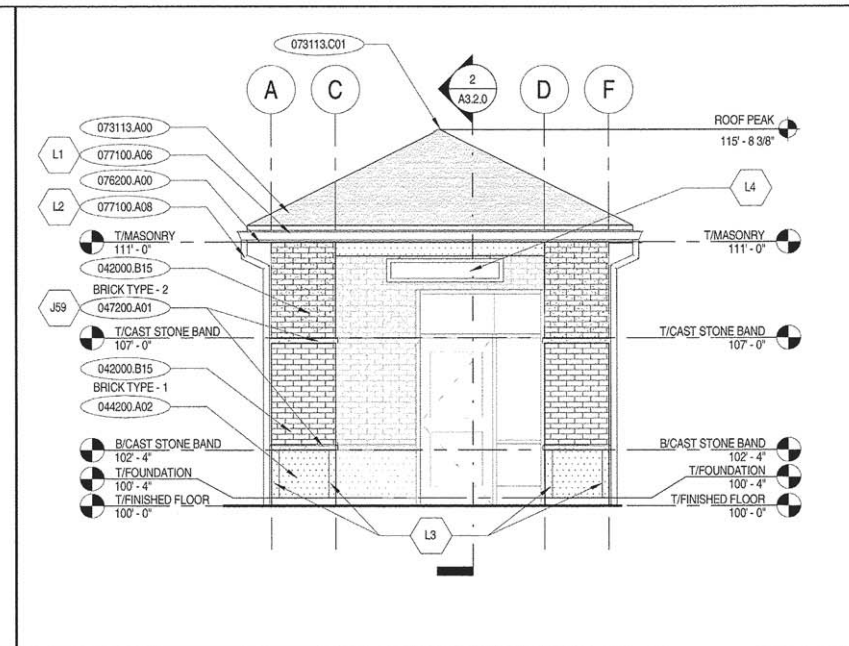 073113.C01
A
C
2
A3.2.0
D
F
073113.A00
ROOF PEAK
115' - 8 3/8"
L1
077100.A06
076200.A00
L4
L2
077100.A08
T/MASONRY
111' - 0"
T/MASONRY
111' - 0"
042000.B15
BRICK TYPE - 2
J59
047200.A01
T/CAST STONE BAND
107' - 0"
T/CAST STONE BAND
107' - 0"
042000.B15
BRICK TYPE - 1
044200.A02
B/CAST STONE BAND
102' - 4"
B/CAST STONE BAND
102' - 4"
T/FOUNDATION
100' - 4"
T/FOUNDATION
100' - 4"
T/FINISHED FLOOR
100' - 0"
T/FINISHED FLOOR
100' - 0"
L3